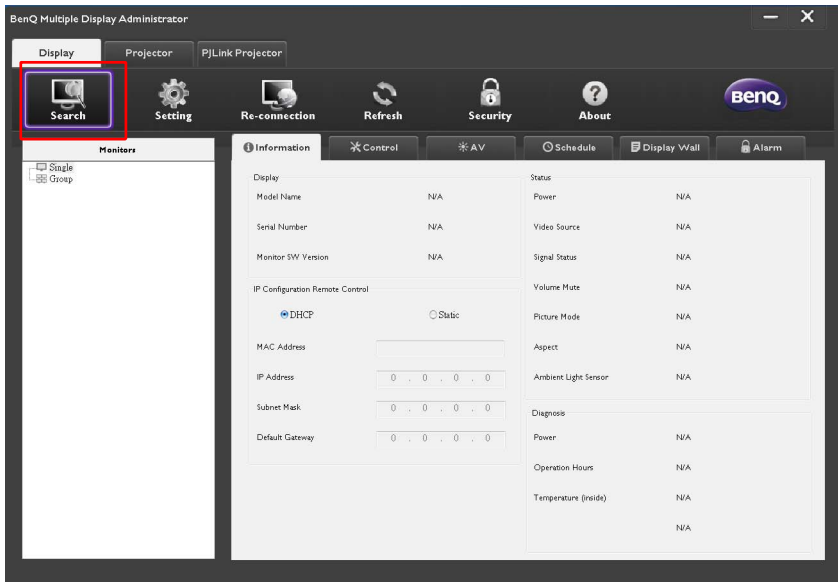 BenQ Multiple Display Administrator
Display Projector PJLink Projector
Search Setting Re-connection Refresh Security About BenQ
Monitors
Single
Group
Information Control AV Schedule Display Wall Alarm
Display
Model Name N/A
Serial Number N/A
Monitor SW Version N/A
IP Configuration Remote Control
DHCP Static
MAC Address
IP Address 0 . 0 . 0 . 0
Subnet Mask 0 . 0 . 0 . 0
Default Gateway 0 . 0 . 0 . 0
Status
Power N/A
Video Source N/A
Signal Status N/A
Volume Mute N/A
Picture Mode N/A
Aspect N/A
Ambient Light Sensor N/A
Diagnosis
Power N/A
Operation Hours N/A
Temperature (inside) N/A
N/A